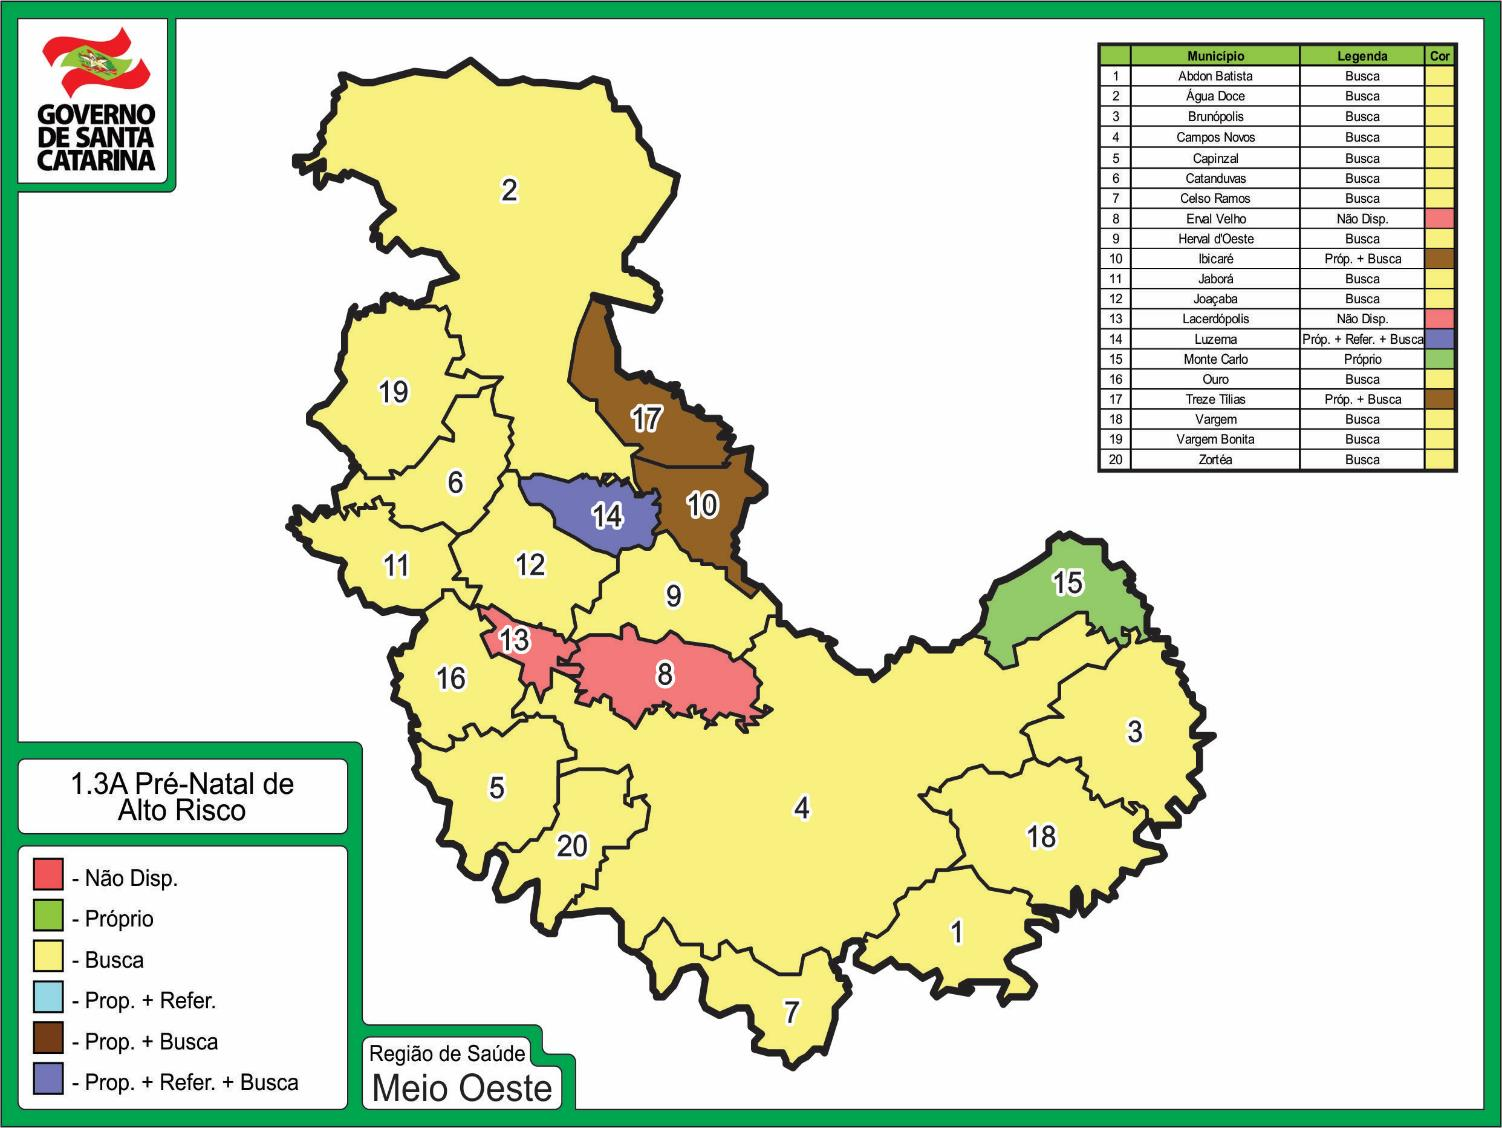 GOVERNO
DE SANTA
CATARINA
Município Legenda Cor
1 Abdon Batista Busca
2 Água Doce Busca
3 Brunópolis Busca
4 Campos Novos Busca
5 Capinzal Busca
6 Catanduvas Busca
7 Celso Ramos Busca
8 Erval Velho Não Disp.
9 Herval d'Oeste Busca
10 Ibicaré Próp. + Busca
11 Jaborá Busca
12 Joaçaba Busca
13 Lacerdópolis Não Disp.
14 Luzerna Próp. + Refer. + Busca
15 Monte Carlo Próprio
16 Ouro Busca
17 Treze Tílias Próp. + Busca
18 Vargem Busca
19 Vargem Bonita Busca
20 Zortéa Busca
2
19
17
6
10
14
11
12
15
9
13
8
16
3
5
4
20
18
1
7
1.3A Pré-Natal de
Alto Risco
- Não Disp.
- Próprio
- Busca
- Prop. + Refer.
- Prop. + Busca
- Prop. + Refer. + Busca
Região de Saúde
Meio Oeste